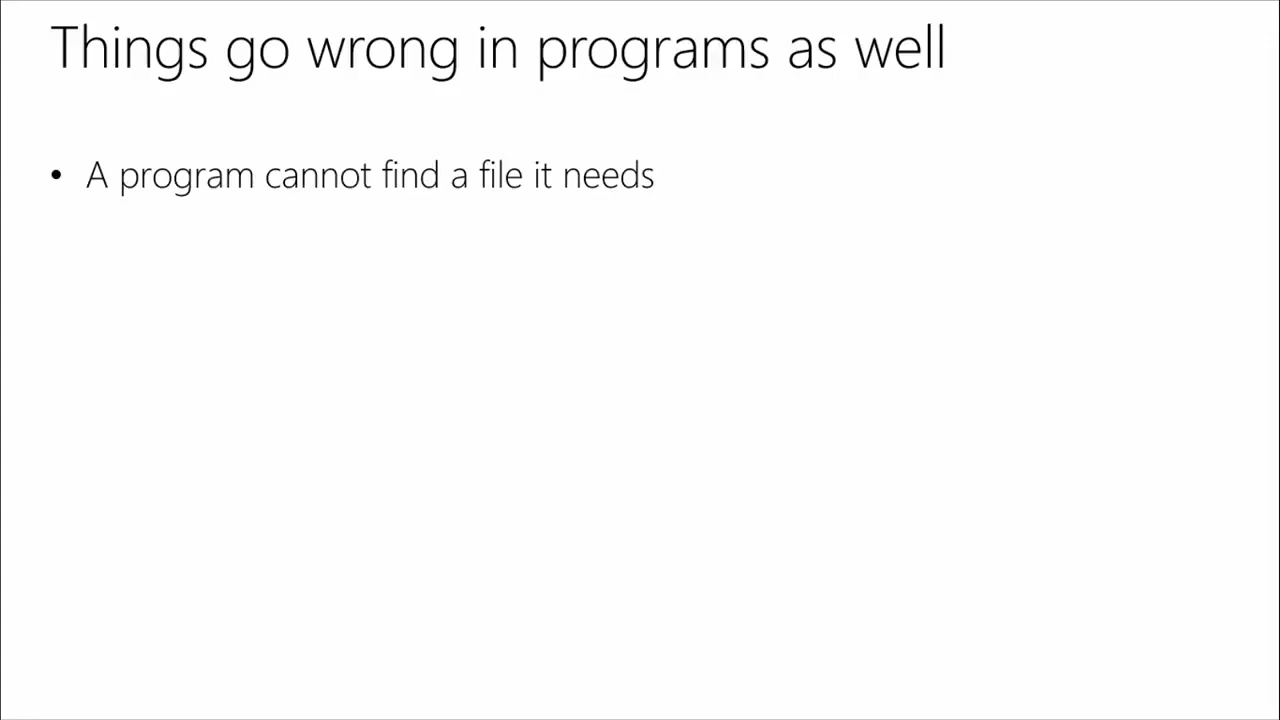 Things go wrong in programs as well
• A program cannot find a file it needs